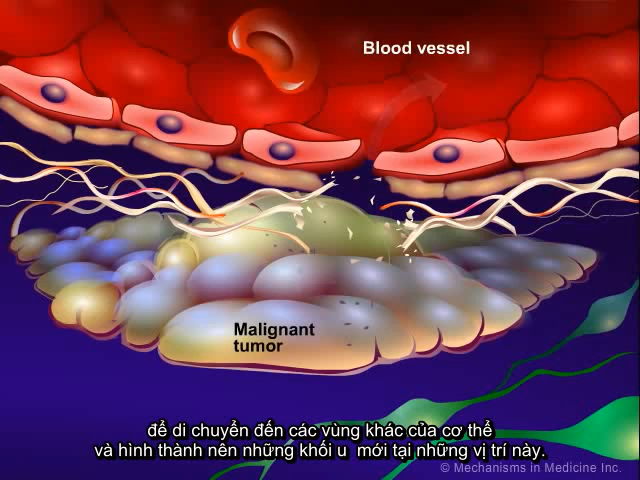 Blood vessel
Malignant
tumor
để di chuyển đến các vùng khác của cơ thể
và hình thành nên những khối u mới tại những vị trí này.
© Mechanisms in Medicine Inc.